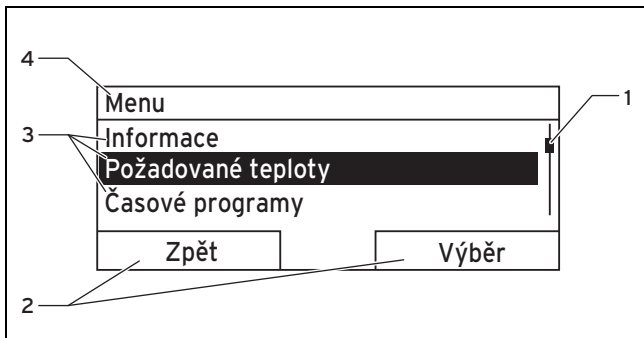 4
Menu
1
3
Informace
Požadované teploty
Časové programy
Zpět
Výběr
2